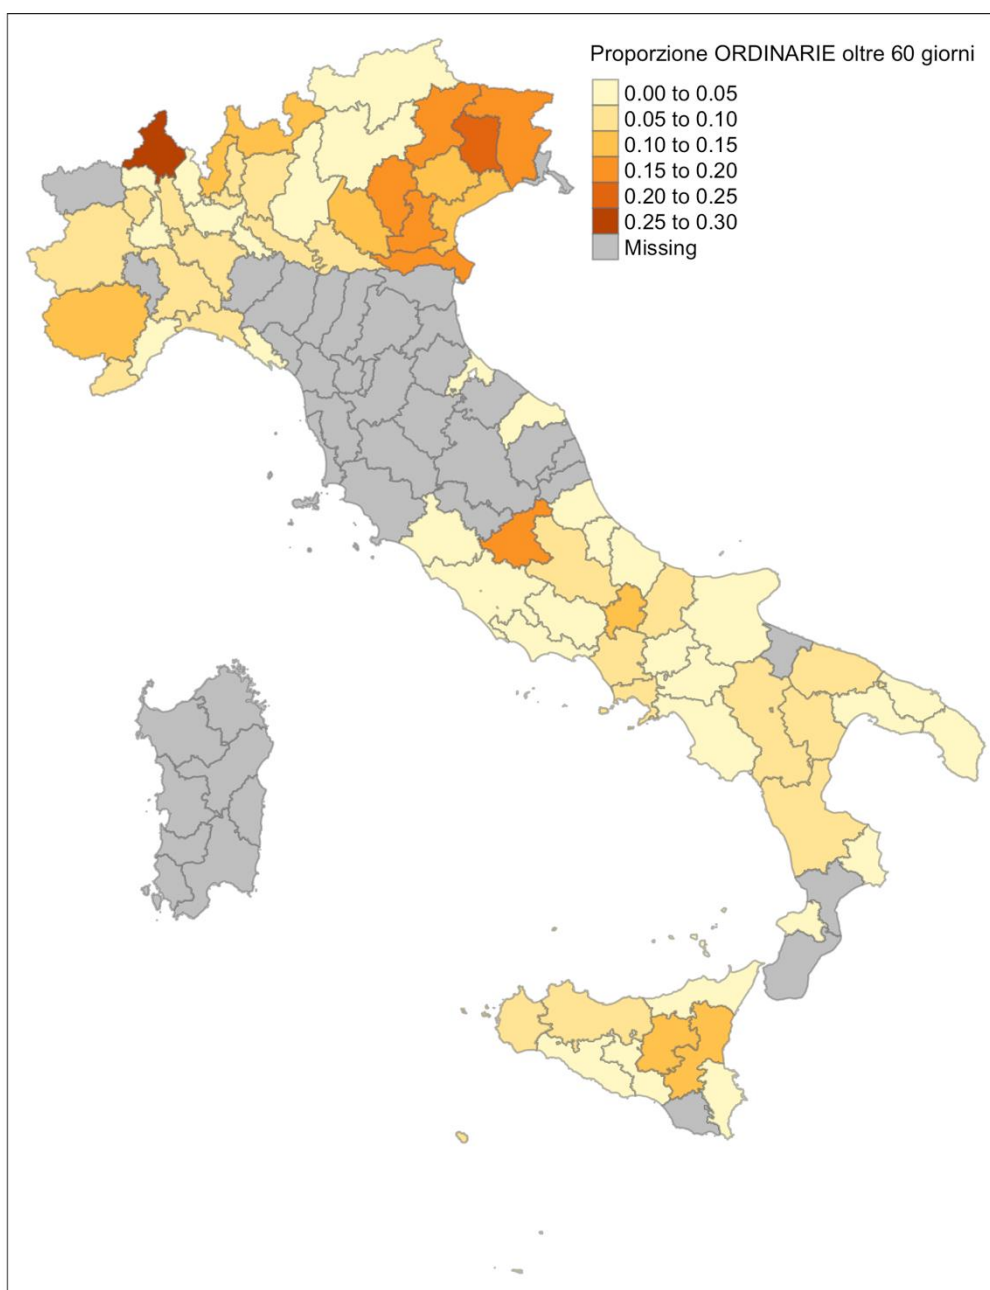 Proporzione ORDINARIE oltre 60 giorni
0.00 to 0.05
0.05 to 0.10
0.10 to 0.15
0.15 to 0.20
0.20 to 0.25
0.25 to 0.30
Missing